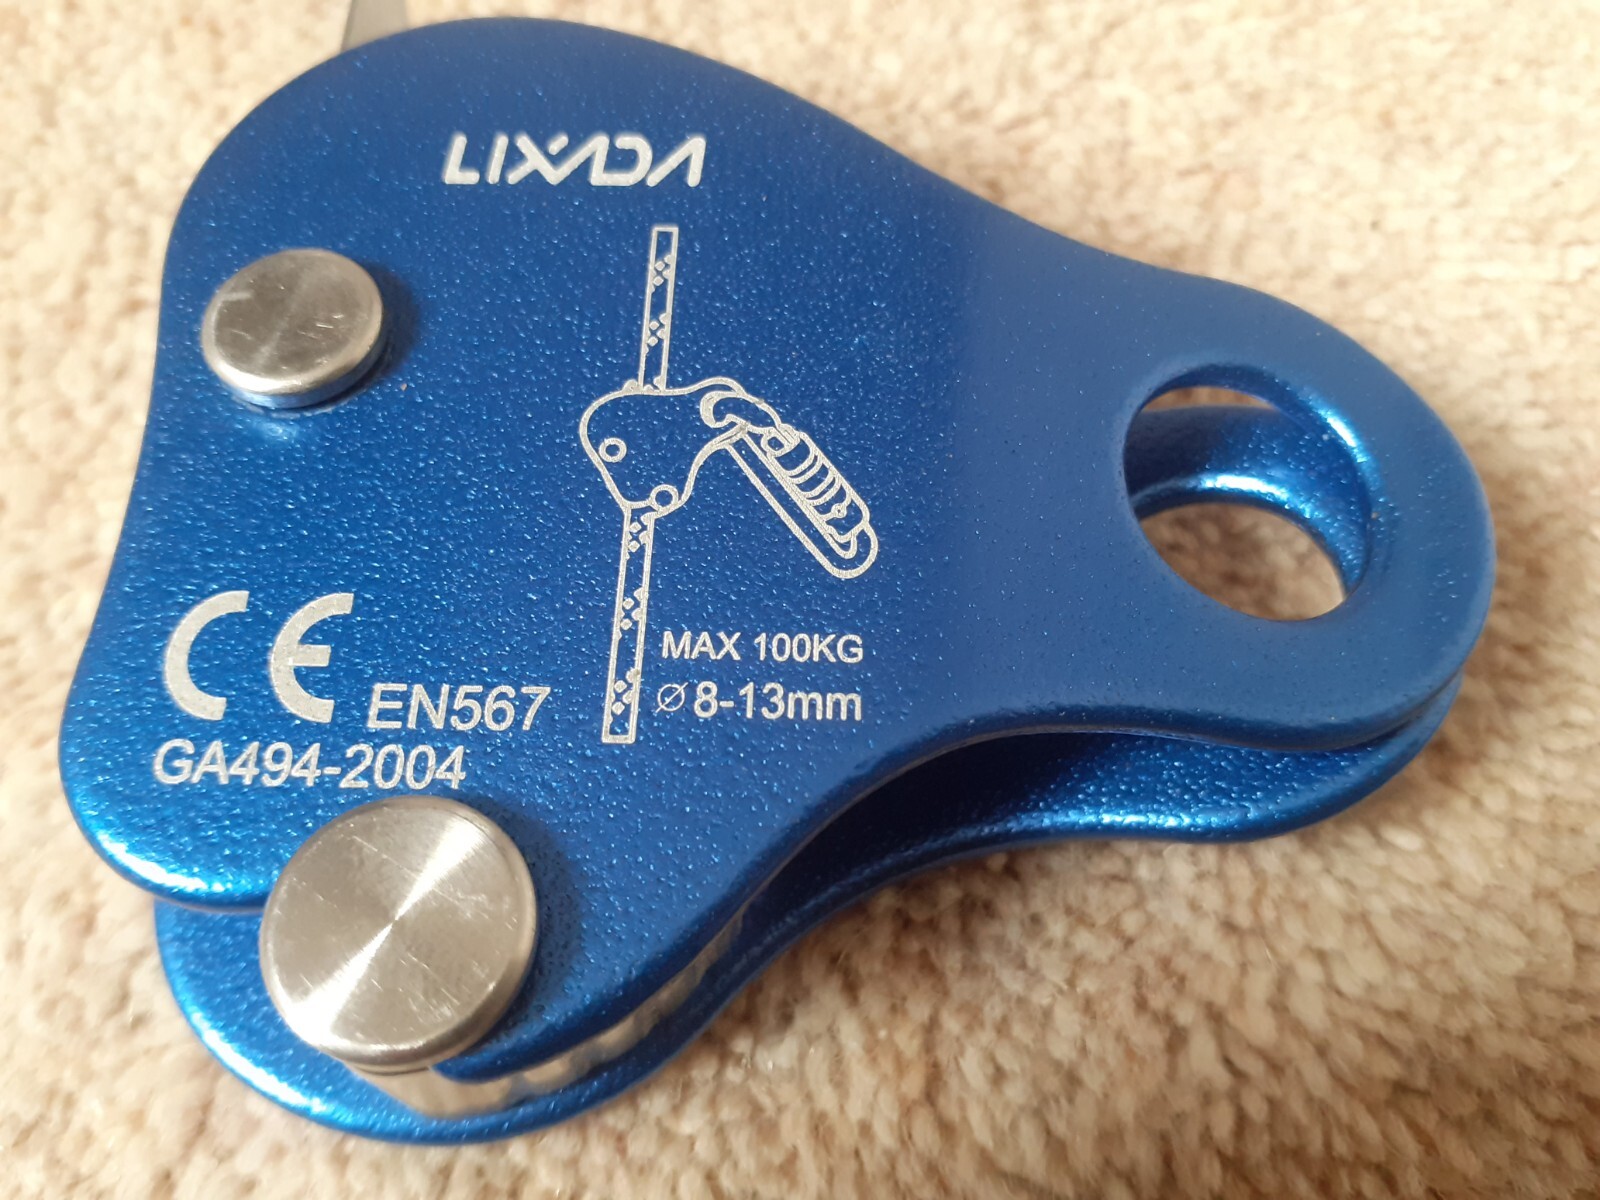 LIXADA
MAX 100KG
⌀ 8-13mm
CE EN567
GA494-2004